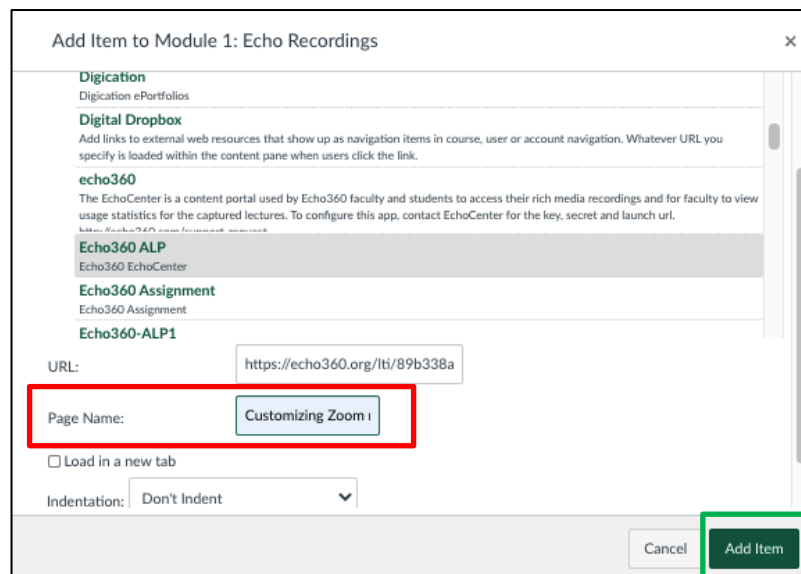 Add Item to Module 1: Echo Recordings ×
Digication
Digication ePortfolios
Digital Dropbox
Add links to external web resources that show up as navigation items in course, user or account navigation. Whatever URL you
specify is loaded within the content pane when users click the link.
echo360
The EchoCenter is a content portal used by Echo360 faculty and students to access their rich media recordings and for faculty to view
usage statistics for the captured lectures. To configure this app, contact EchoCenter for the key, secret and launch url.
http://echo360.com/support-request
Echo360 ALP
Echo360 EchoCenter
Echo360 Assignment
Echo360 Assignment
Echo360-ALP1
URL: https://echo360.org/lti/89b338a
Page Name: Customizing Zoom
Load in a new tab
Indentation: Don't Indent
Cancel Add Item